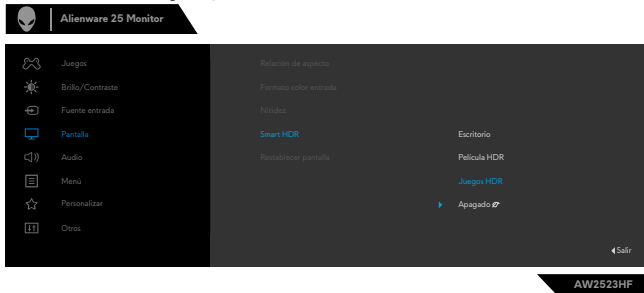 Alienware 25 Monitor
Juegos
Brillo/Contraste
Fuente entrada
Pantalla
Audio
Menú
Personalizar
Otros
Relación de aspecto
Formato color entrada
Nitidez
Smart HDR
Restablecer pantalla
Escritorio
Película HDR
Juegos HDR
Apagado
Salir
AW2523HF